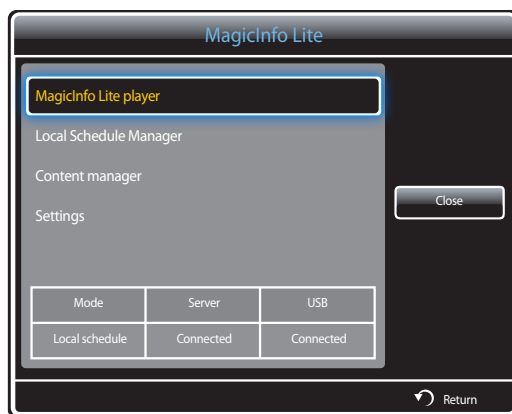 MagicInfo Lite
MagicInfo Lite player
Local Schedule Manager
Content manager
Settings
Close
Mode Server USB
Local schedule Connected Connected
Return